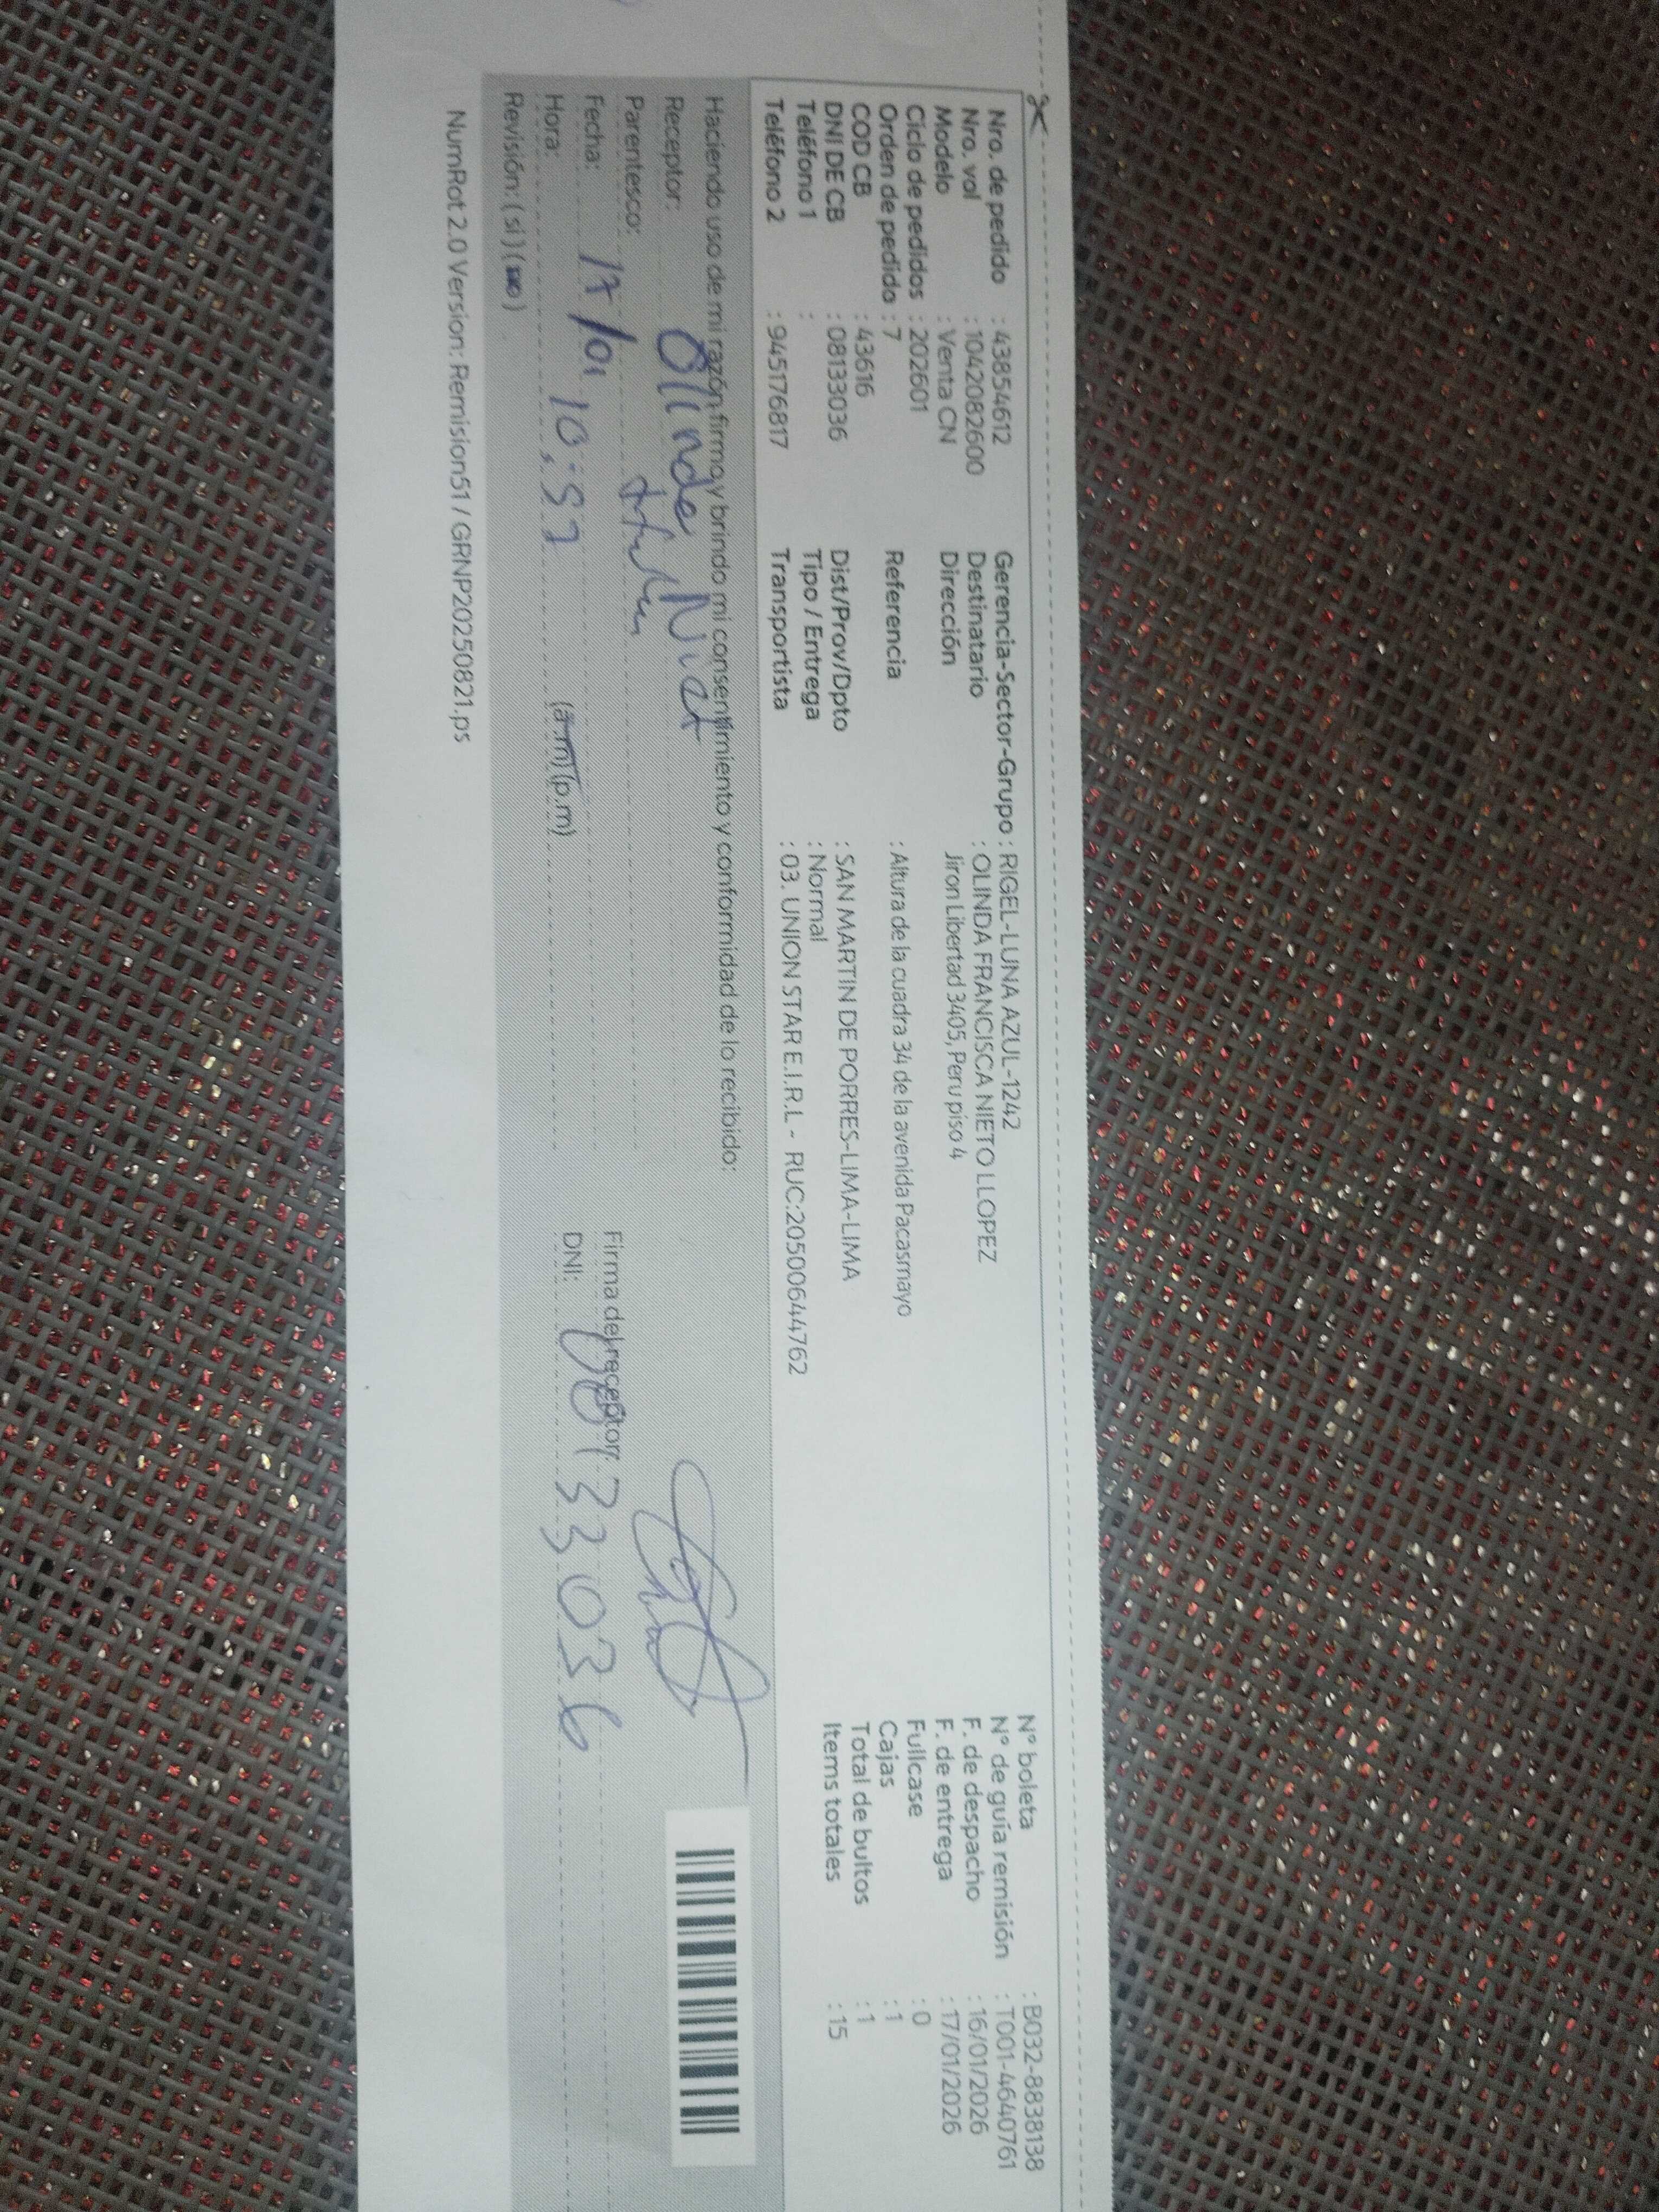 Nro. de pedido : 43854612
Nro. vol : 1042082600
Modelo : Venta CN
Ciclo de pedidos : 202601
Orden de pedido : 7
COD CB : 43616
DNI DE CB : 08133036
Teléfono 1 :
Teléfono 2 : 945176817
Gerencia-Sector-Grupo : RIGEL-LUNA AZUL-1242
Destinatario : OLINDA FRANCISCA NIETO LLOPEZ
Dirección Jiron Libertad 3405, Peru piso 4
Referencia : Altura de la cuadra 34 de la avenida Pacasmayo
Dist/Prov/Dpto : SAN MARTIN DE PORRES-LIMA-LIMA
Tipo / Entrega : Normal
Transportista : 03. UNION STAR E.I.R.L - RUC:20500644762
N° boleta : B032-8838138
N° de guía remisión : T001-46407611
F. de despacho : 16/01/2026
F. de entrega : 17/01/2026
Fullcase : 0
Cajas : 1
Total de bultos : 1
Items totales : 15
Haciendo uso de mi razón, firmo y brindo mi consentimiento y conformidad de lo recibido:
Receptor:
Parentesco:
Fecha: 17/01
Hora: 10:57 (a.m) (p.m)
Revisión: ( sí ) ( no )
Firma del receptor:
DNI: 08133036
NumRot 2.0 Version: Remision51 / GRNP20250821.ps